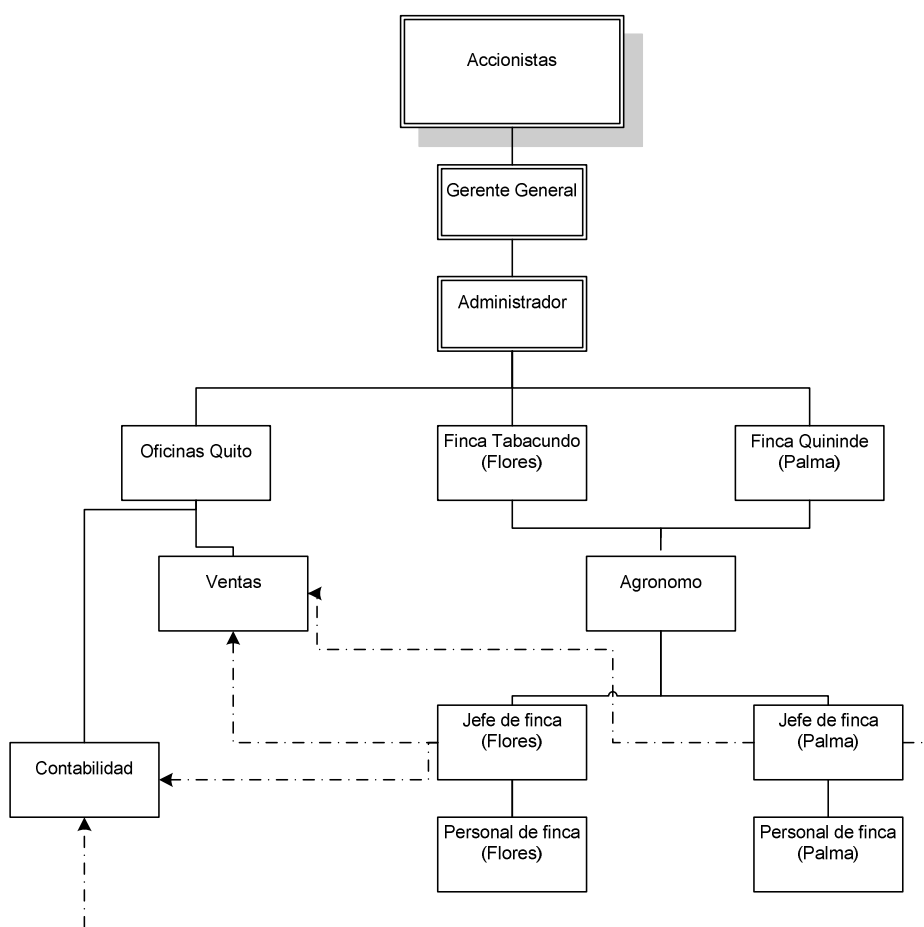 Accionistas
Gerente General
Administrador
Oficinas Quito
Finca Tabacundo
(Flores)
Finca Quininde
(Palma)
Ventas
Agronomo
Jefe de finca
(Flores)
Jefe de finca
(Palma)
Contabilidad
Personal de finca
(Flores)
Personal de finca
(Palma)